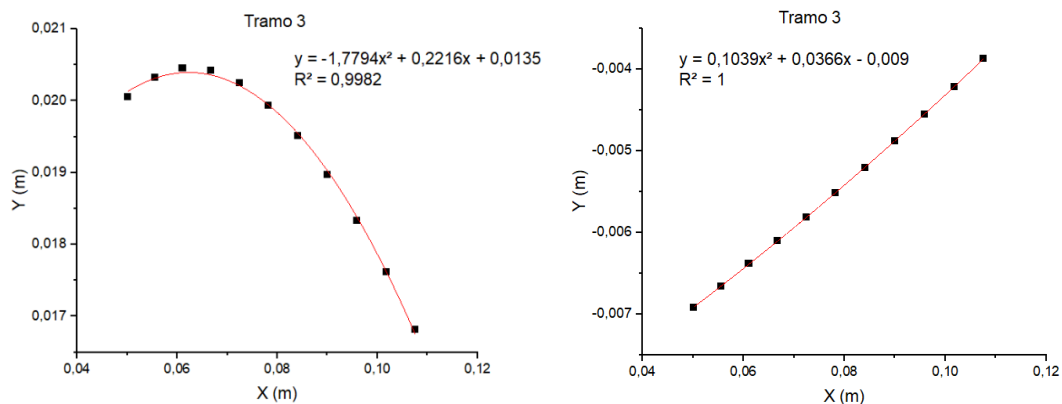 Tramo 3
y = -1,7794x² + 0,2216x + 0,0135
R² = 0,9982
0,021
0,020
0,019
0,018
0,017
Y (m)
0,04
0,06
0,08
0,10
0,12
X (m)
Tramo 3
y = 0,1039x² + 0,0366x - 0,009
R² = 1
-0,004
-0,005
-0,006
-0,007
Y (m)
0,04
0,06
0,08
0,10
0,12
X (m)